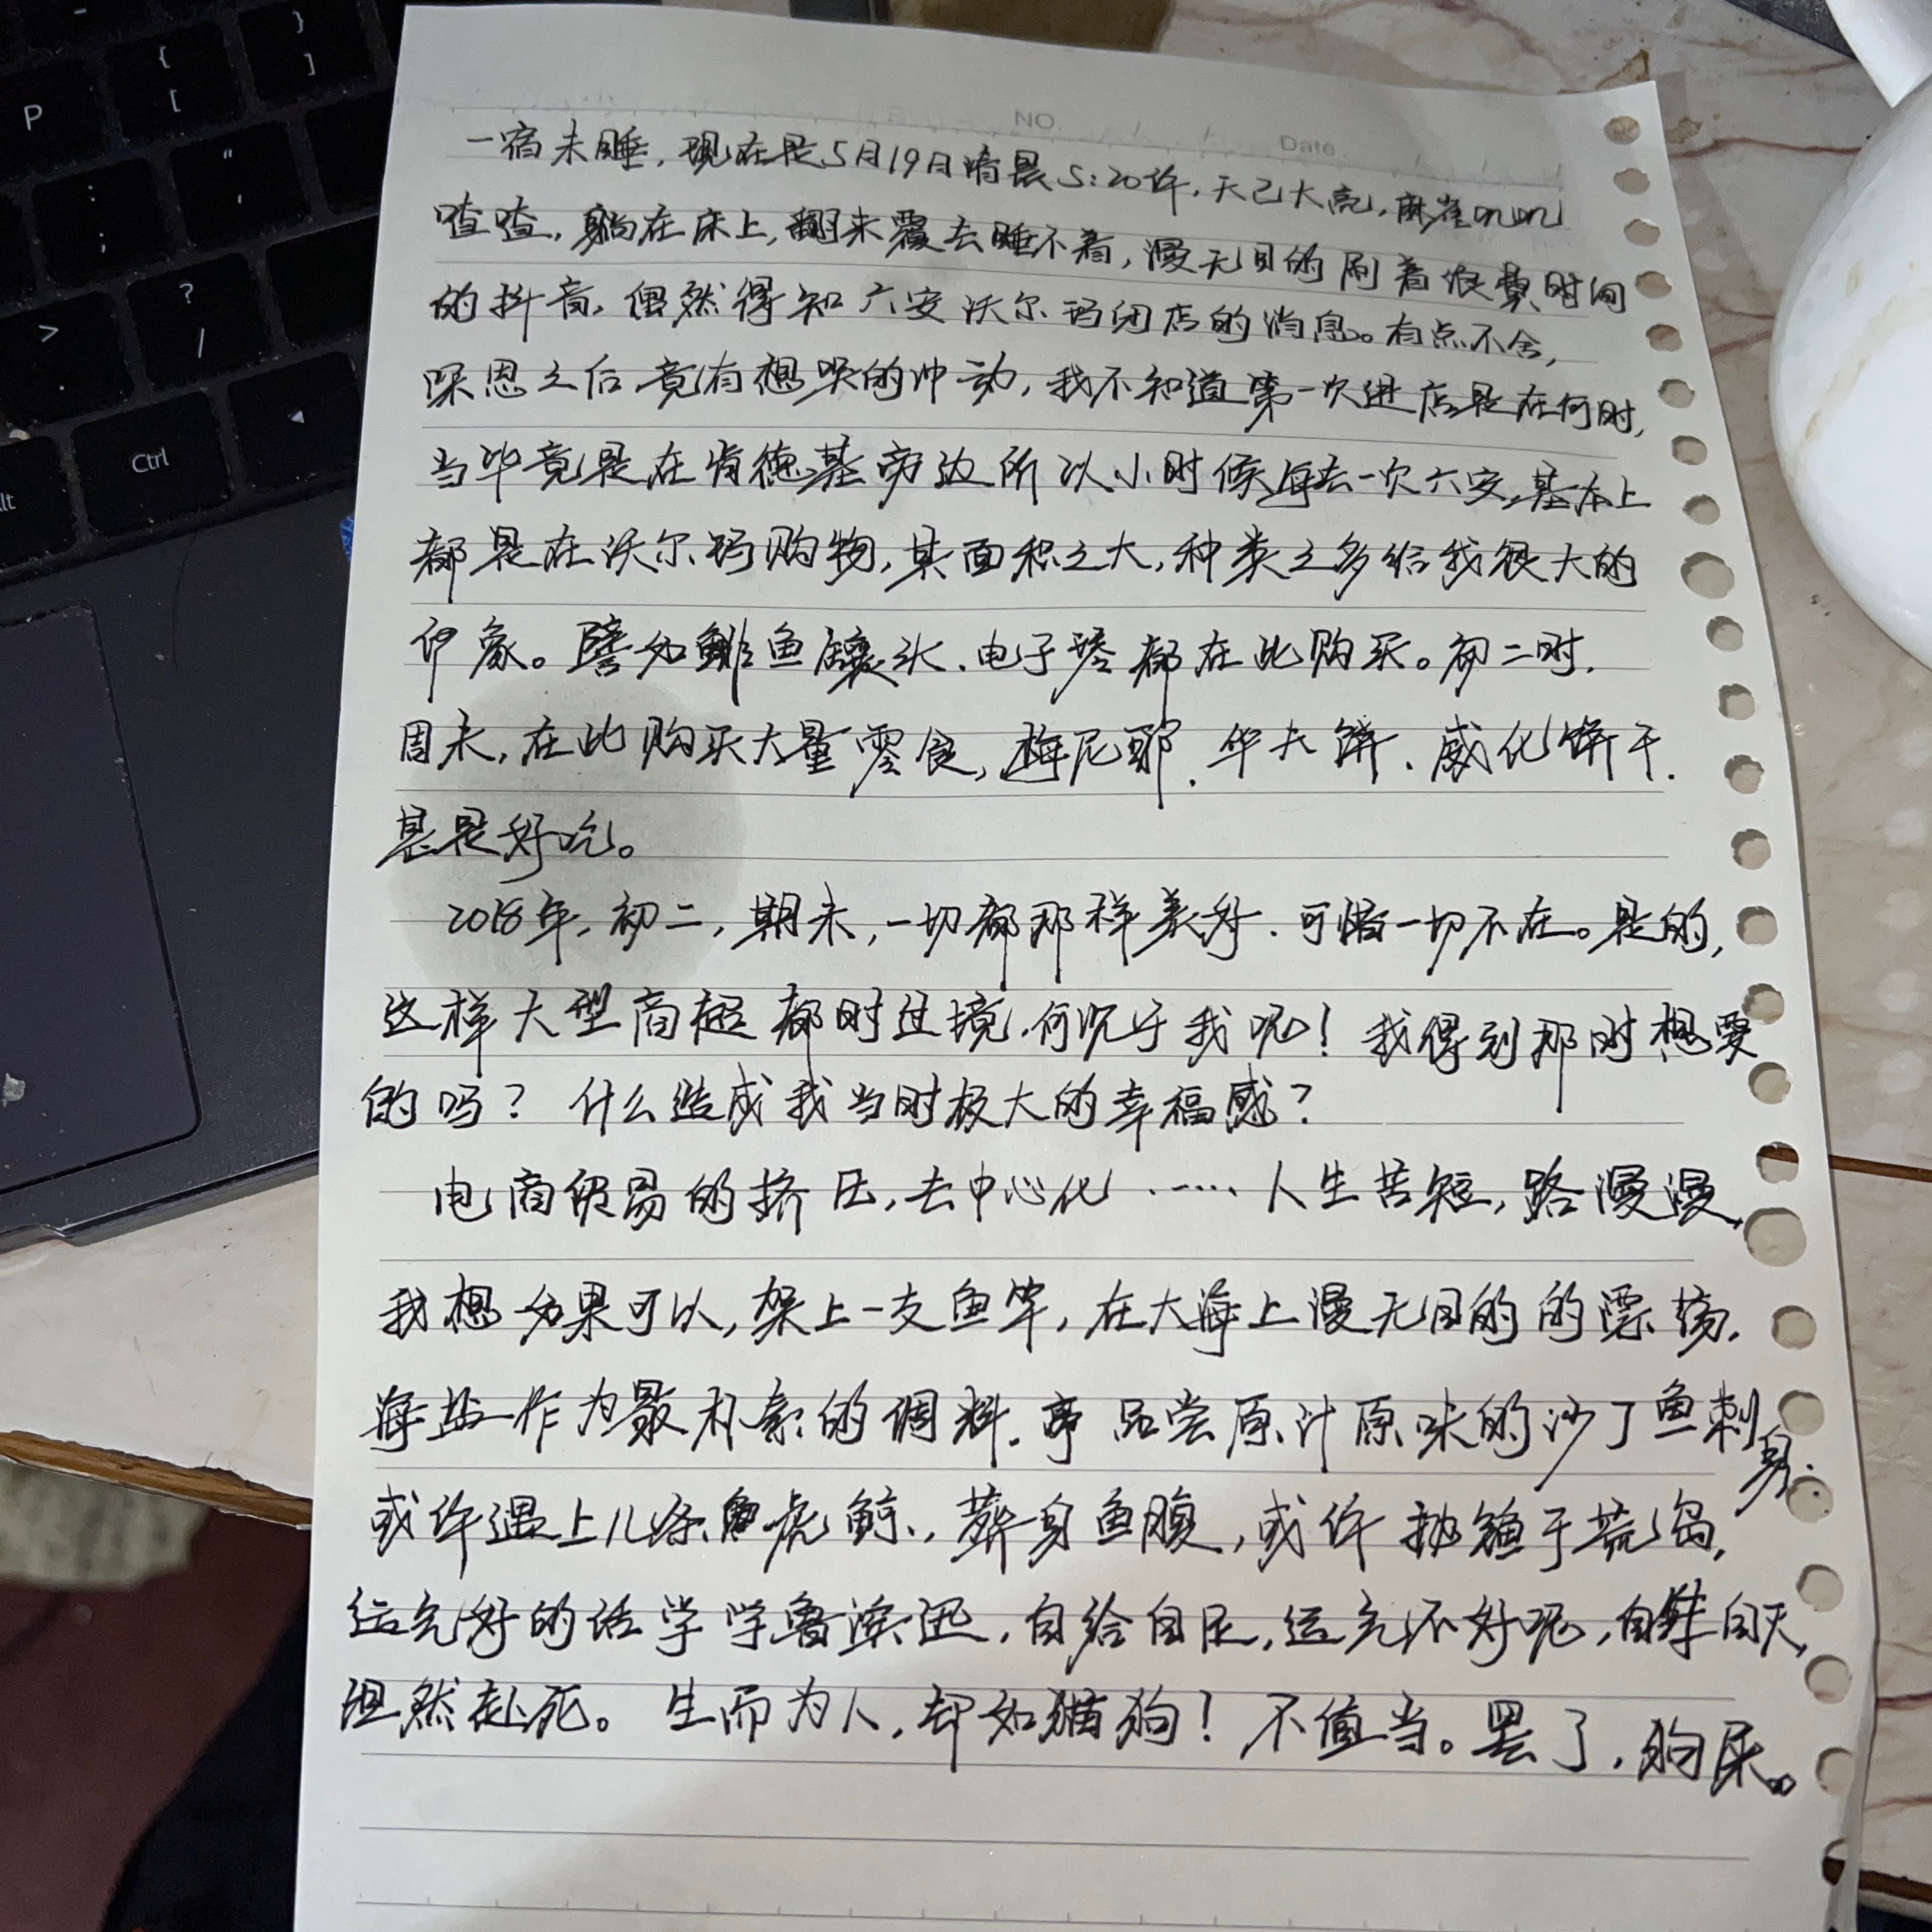 NO.
Date
一宿未睡，现在是5月19日清晨5:20许，天已大亮，麻雀叽叽
喳喳，躺在床上，翻来覆去睡不着，漫无目的刷着浪费时间
的抖音，偶然得知六安沃尔玛闭店的消息。有点不舍，
深思之后竟有想哭的冲动，我不知道第一次进店是在何时，
当毕竟是在肯德基旁边所以小时候每去一次六安，基本上
都是在沃尔玛购物，其面积之大，种类之多给我很大的
印象。譬如鲱鱼罐头、电子琴都在此购买。初二时，
周末，在此购买大量零食，梅尼耶、华夫饼、威化饼干，
甚是好吃。
2018年，初二，期末，一切都那样美好，可惜一切不在。是的，
这样大型商超都时过境，何况乎我呢！我得到那时想要
的吗？什么造成我当时极大的幸福感？
电商贸易的挤压，去中心化……人生苦短，路漫漫，
我想如果可以，架上一支鱼竿，在大海上漫无目的的漂荡，
海盐作为最朴素的调料，品尝原汁原味的沙丁鱼刺身，
或许遇上几条虎鲸，葬身鱼腹，或许抛锚于荒岛，
运气好的话学学鲁滨迅，自给自足，运气不好呢，自怨自天，
坦然赴死。生而为人，却如猪狗！不值当。罢了，狗屎。
P
{
[
}
]
"
:
;
?
/
>
.
Ctrl